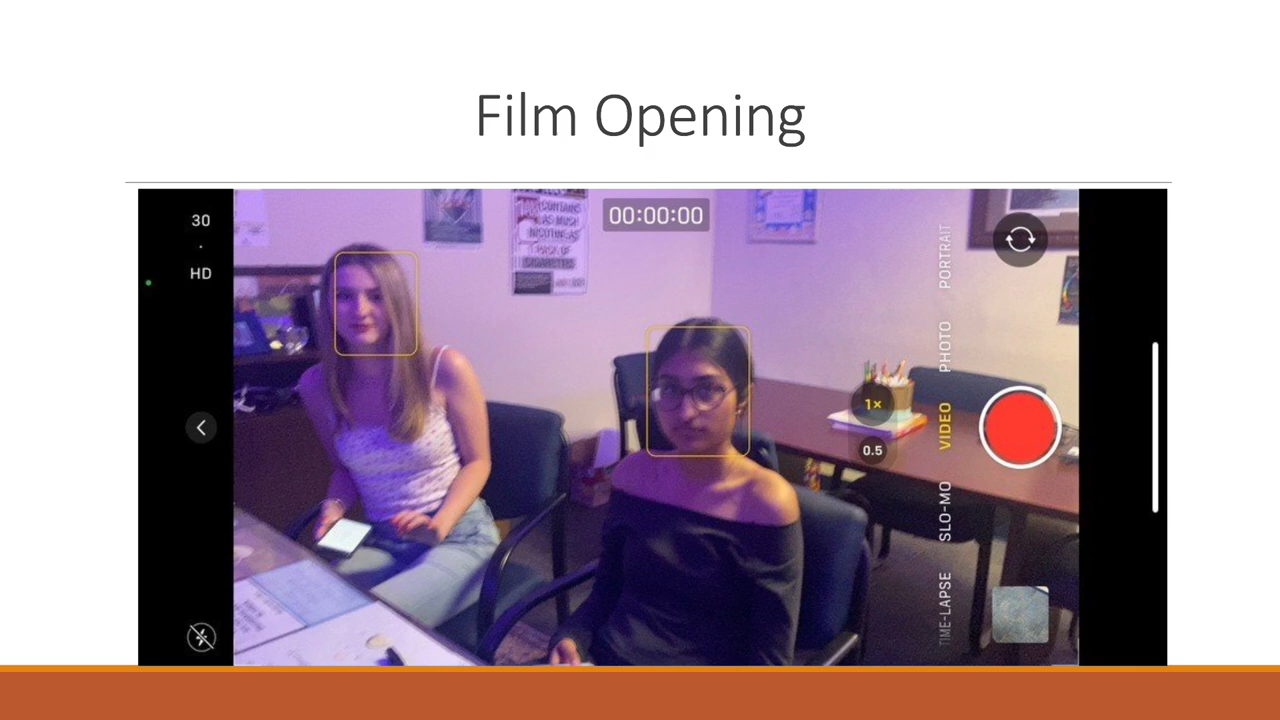 Film Opening
30
HD
00:00:00
CONTAINS
AS MUCH
NICOTINE AS
1 PACK OF
CIGARETTES
PORTRAIT
PHOTO
VIDEO
SLO-MO
TIME-LAPSE
1×
0.5